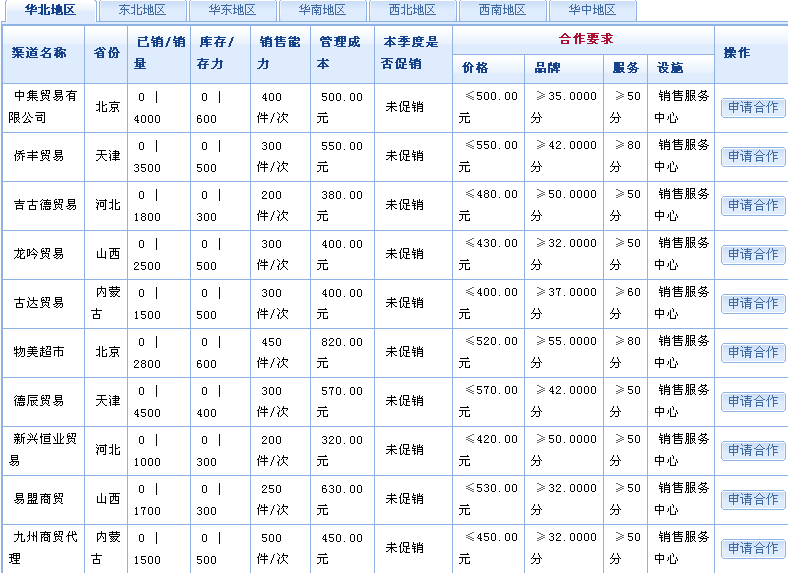 华北地区 东北地区 华东地区 华南地区 西北地区 西南地区 华中地区
渠道名称 省份 已销/销量 库存/存力 销售能力 管理成本 本季度是否促销 合作要求 操作
价格 品牌 服务 设施
中集贸易有限公司 北京 0 | 4000 0 | 600 400件/次 500.00元 未促销 ≤500.00元 ≥35.0000分 ≥50分 销售服务中心 申请合作
侨丰贸易 天津 0 | 3500 0 | 500 300件/次 550.00元 未促销 ≤550.00元 ≥42.0000分 ≥80分 销售服务中心 申请合作
吉古德贸易 河北 0 | 1800 0 | 300 200件/次 380.00元 未促销 ≤480.00元 ≥50.0000分 ≥50分 销售服务中心 申请合作
龙吟贸易 山西 0 | 2500 0 | 500 300件/次 400.00元 未促销 ≤430.00元 ≥32.0000分 ≥50分 销售服务中心 申请合作
古达贸易 内蒙古 0 | 1500 0 | 500 300件/次 400.00元 未促销 ≤400.00元 ≥37.0000分 ≥60分 销售服务中心 申请合作
物美超市 北京 0 | 2800 0 | 600 450件/次 820.00元 未促销 ≤520.00元 ≥55.0000分 ≥80分 销售服务中心 申请合作
德辰贸易 天津 0 | 4500 0 | 400 300件/次 570.00元 未促销 ≤570.00元 ≥42.0000分 ≥50分 销售服务中心 申请合作
新兴恒业贸易 河北 0 | 1000 0 | 300 200件/次 320.00元 未促销 ≤420.00元 ≥50.0000分 ≥50分 销售服务中心 申请合作
易盟商贸 山西 0 | 1700 0 | 300 250件/次 630.00元 未促销 ≤530.00元 ≥32.0000分 ≥50分 销售服务中心 申请合作
九州商贸代理 内蒙古 0 | 1500 0 | 500 500件/次 450.00元 未促销 ≤450.00元 ≥32.0000分 ≥50分 销售服务中心 申请合作